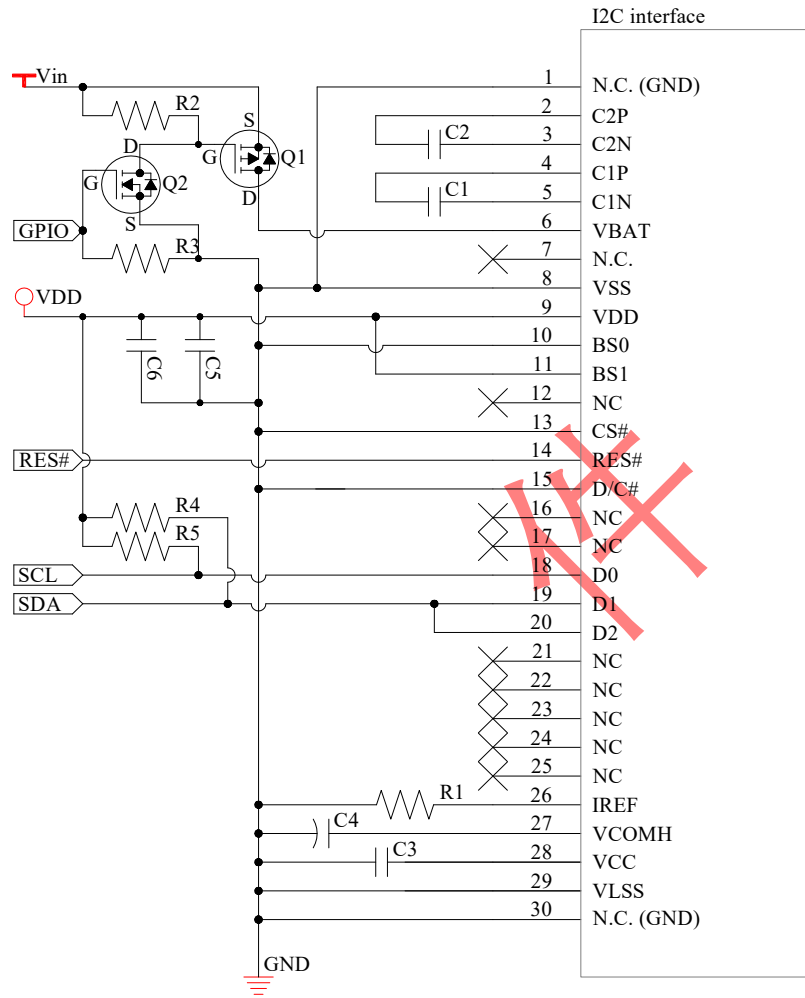 I2C interface
Vin
R2
S
G
Q1
D
D
G
Q2
S
GPIO
R3
VDD
C6
C5
RES#
R4
R5
SCL
SDA
C2
C1
R1
C4
C3
GND
1 N.C. (GND)
2 C2P
3 C2N
4 C1P
5 C1N
6 VBAT
7 N.C.
8 VSS
9 VDD
10 BS0
11 BS1
12 NC
13 CS#
14 RES#
15 D/C#
16 NC
17 NC
18 D0
19 D1
20 D2
21 NC
22 NC
23 NC
24 NC
25 NC
26 IREF
27 VCOMH
28 VCC
29 VLSS
30 N.C. (GND)
件